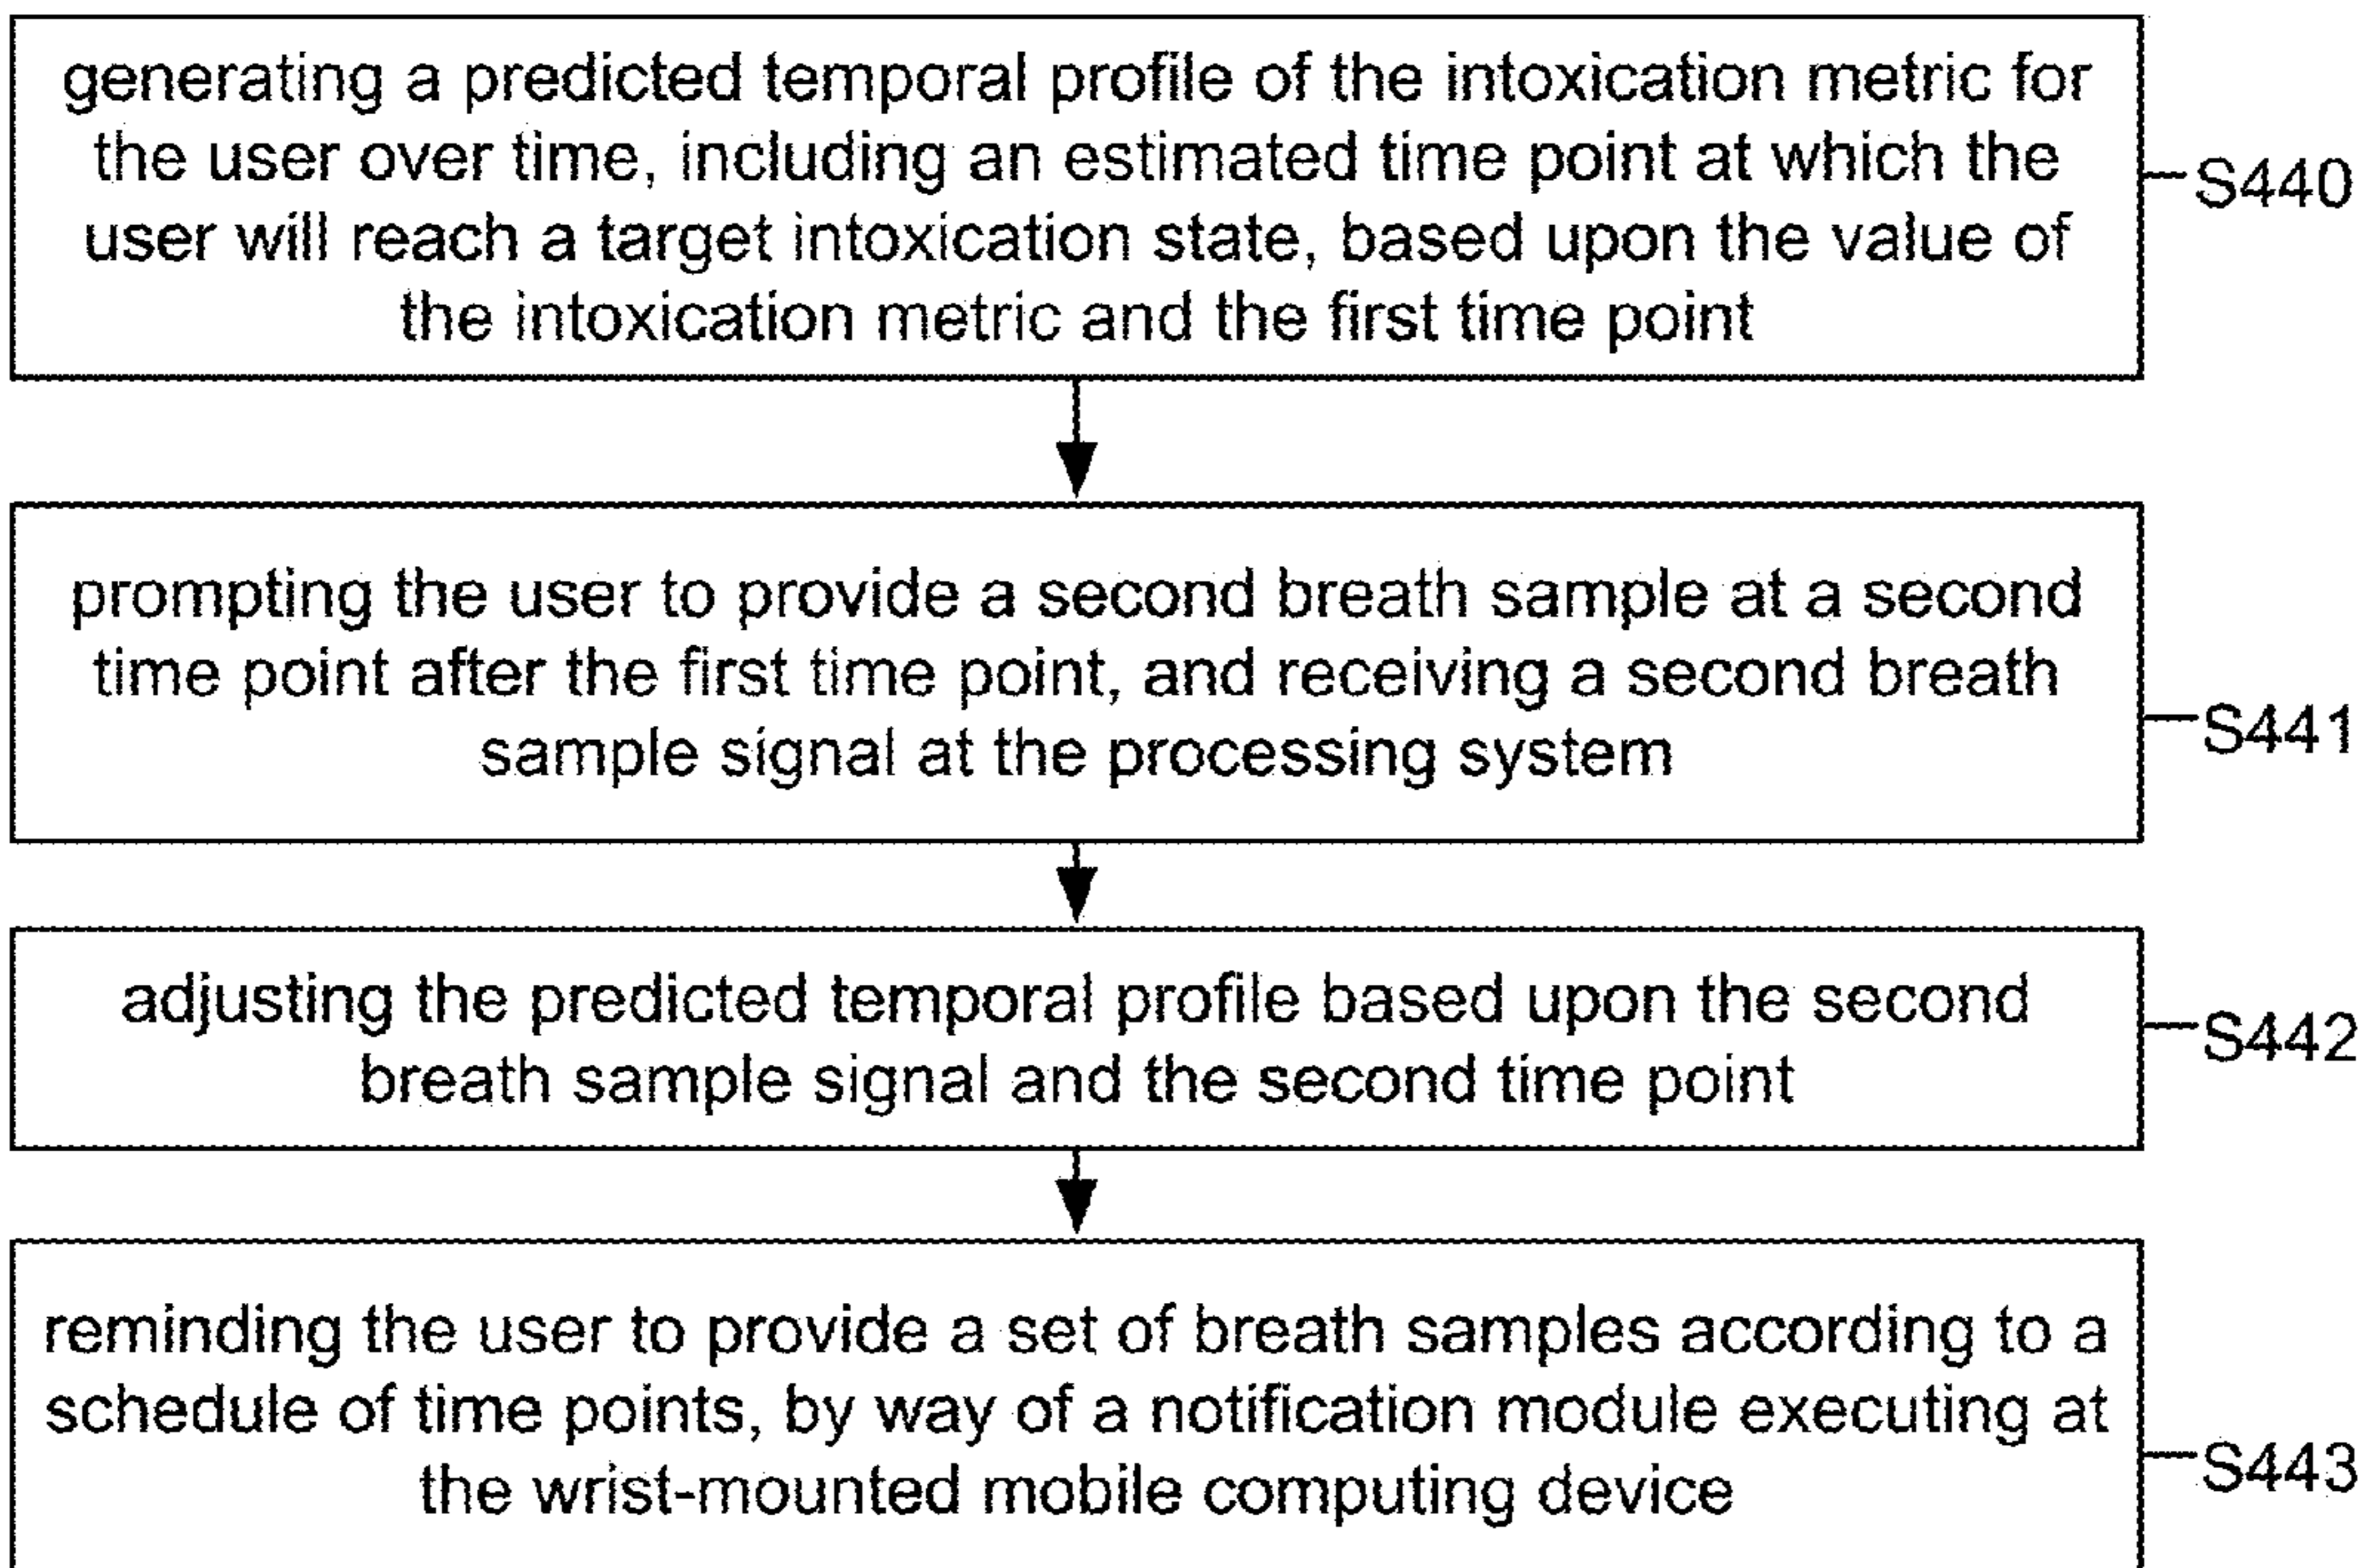 generating a predicted temporal profile of the intoxication metric for
the user over time, including an estimated time point at which the
user will reach a target intoxication state, based upon the value of
the intoxication metric and the first time point
S440
prompting the user to provide a second breath sample at a second
time point after the first time point, and receiving a second breath
sample signal at the processing system
S441
adjusting the predicted temporal profile based upon the second
breath sample signal and the second time point
S442
reminding the user to provide a set of breath samples according to a
schedule of time points, by way of a notification module executing at
the wrist-mounted mobile computing device
S443